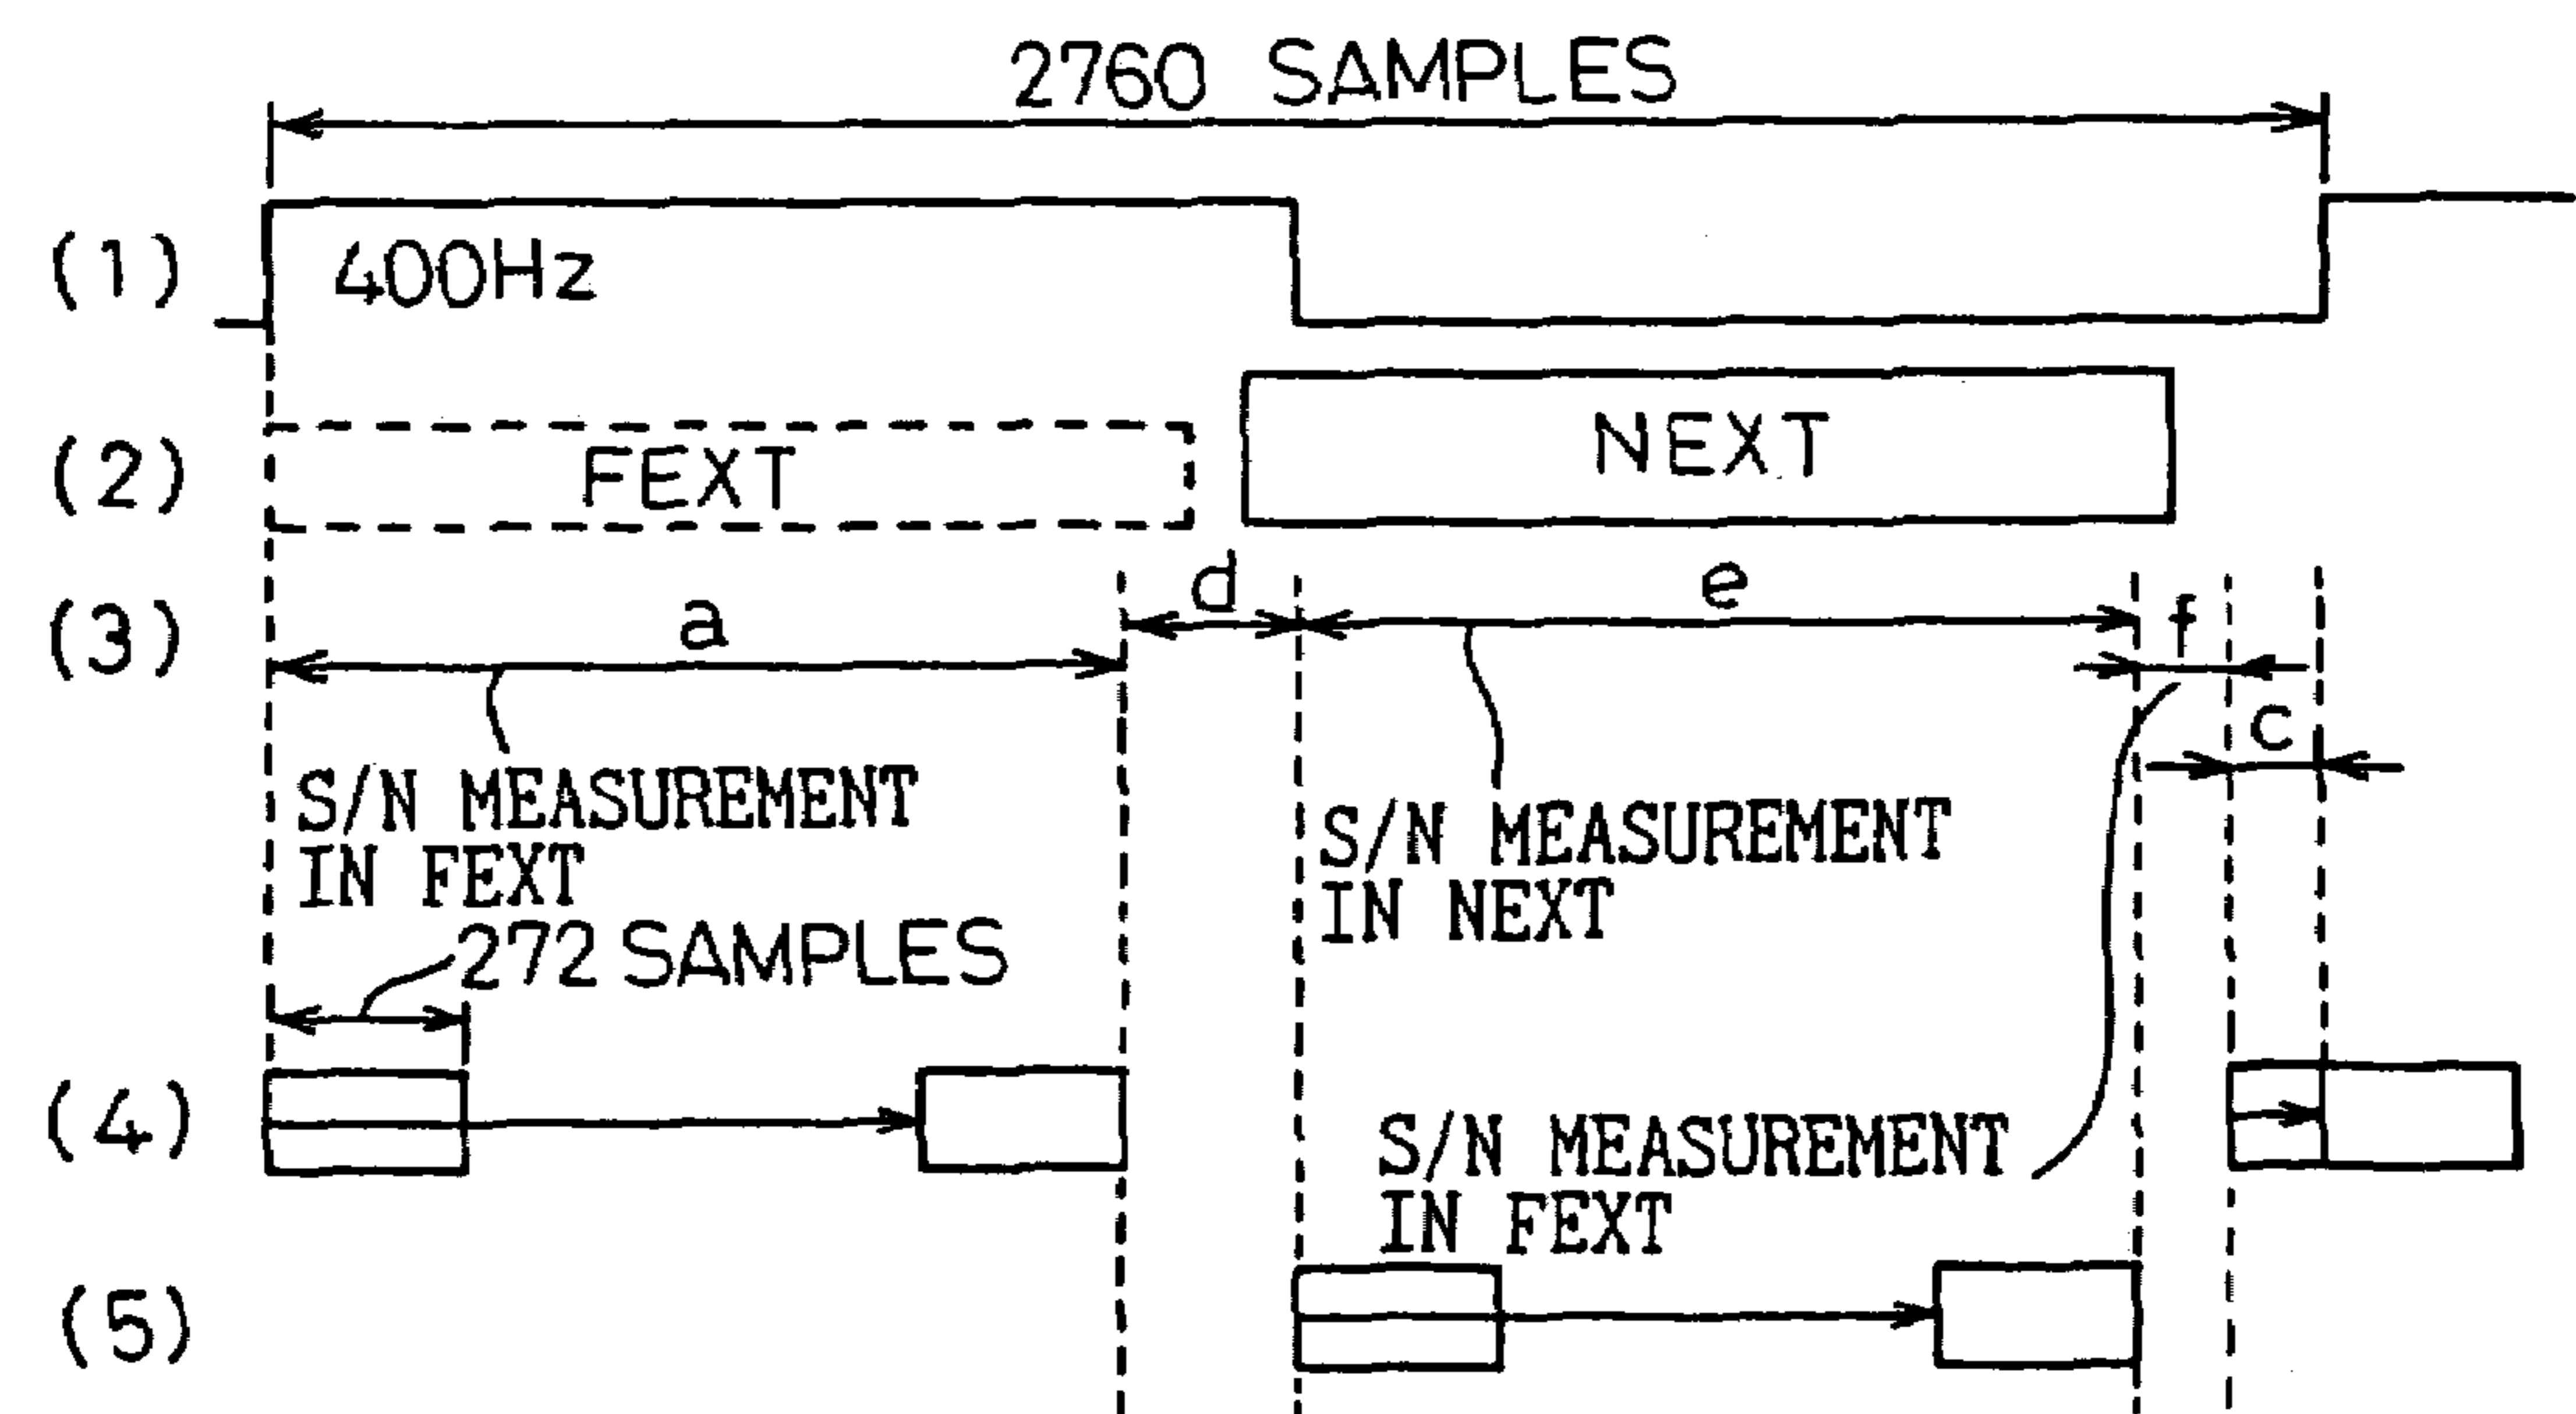 2760 SAMPLES
(1)
400Hz
(2)
FEXT
NEXT
(3)
a
d
e
f
c
S/N MEASUREMENT
IN FEXT
S/N MEASUREMENT
IN NEXT
272 SAMPLES
(4)
S/N MEASUREMENT
IN FEXT
(5)